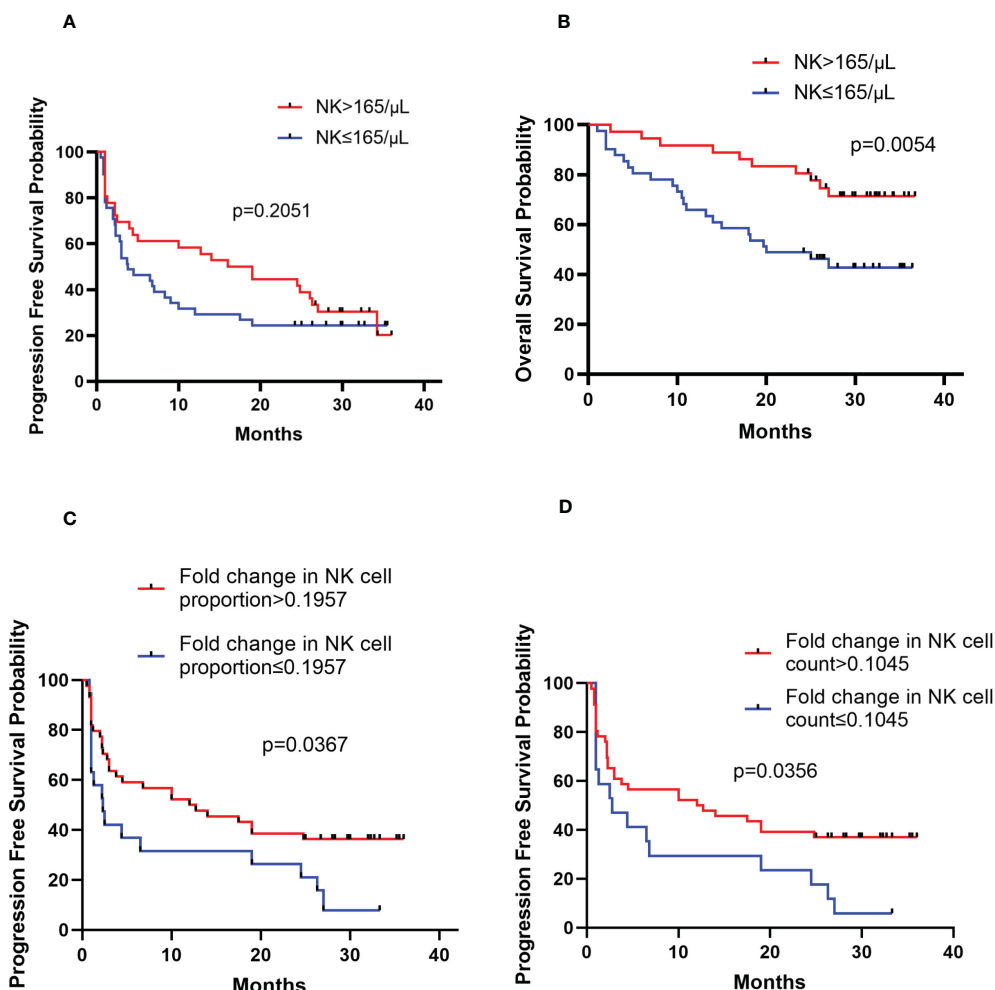 A
NK>165/μL
NK≤165/μL
p=0.2051
Progression Free Survival Probability
100
80
60
40
20
0
0 10 20 30 40
Months
B
NK>165/μL
NK≤165/μL
p=0.0054
Overall Survival Probability
100
80
60
40
20
0
0 10 20 30 40
Months
C
Fold change in NK cell
proportion>0.1957
Fold change in NK cell
proportion≤0.1957
p=0.0367
Progression Free Survival Probability
100
80
60
40
20
0
0 10 20 30 40
Months
D
Fold change in NK cell
count>0.1045
Fold change in NK cell
count≤0.1045
p=0.0356
Progression Free Survival Probability
100
80
60
40
20
0
0 10 20 30 40
Months